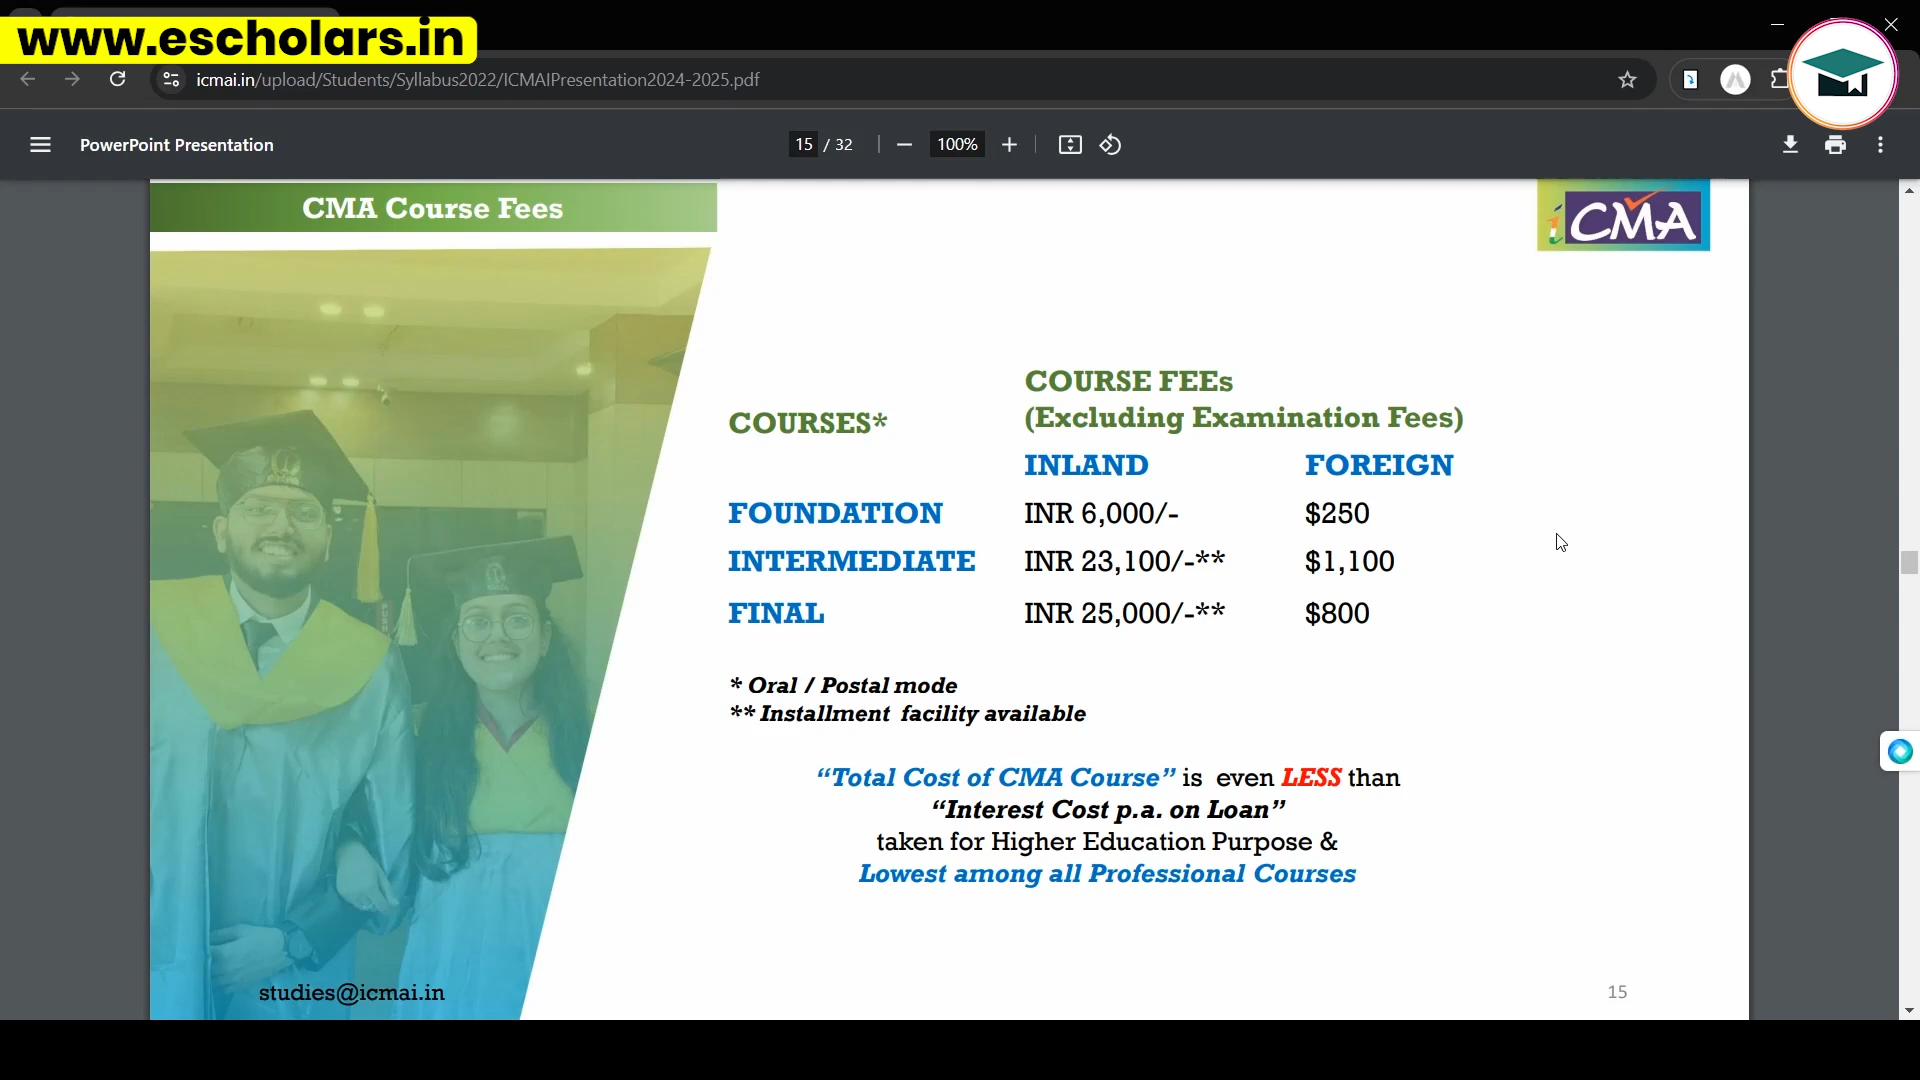 www.escholars.in
icmai.in/upload/Students/Syllabus2022/ICMAIPresentation2024-2025.pdf
PowerPoint Presentation
15 / 32
100%
CMA Course Fees
iCMA
COURSE FEEs
COURSES*
(Excluding Examination Fees)
INLAND FOREIGN
FOUNDATION INR 6,000/- $250
INTERMEDIATE INR 23,100/-** $1,100
FINAL INR 25,000/-** $800
* Oral / Postal mode
** Installment facility available
“Total Cost of CMA Course” is even LESS than
“Interest Cost p.a. on Loan”
taken for Higher Education Purpose &
Lowest among all Professional Courses
studies@icmai.in
15